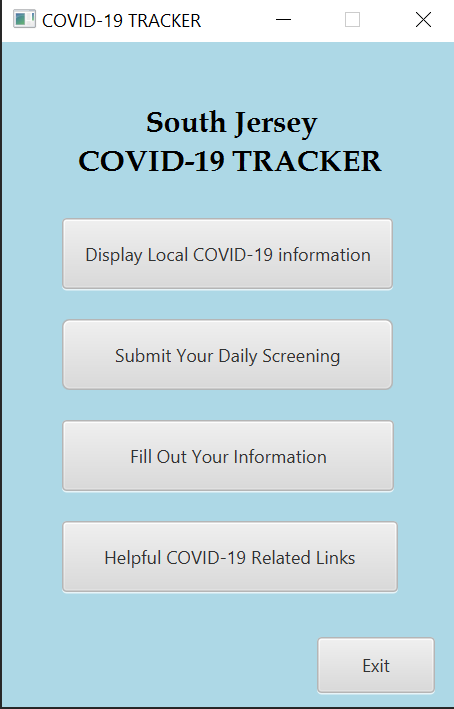 COVID-19 TRACKER
South Jersey
COVID-19 TRACKER
Display Local COVID-19 information
Submit Your Daily Screening
Fill Out Your Information
Helpful COVID-19 Related Links
Exit